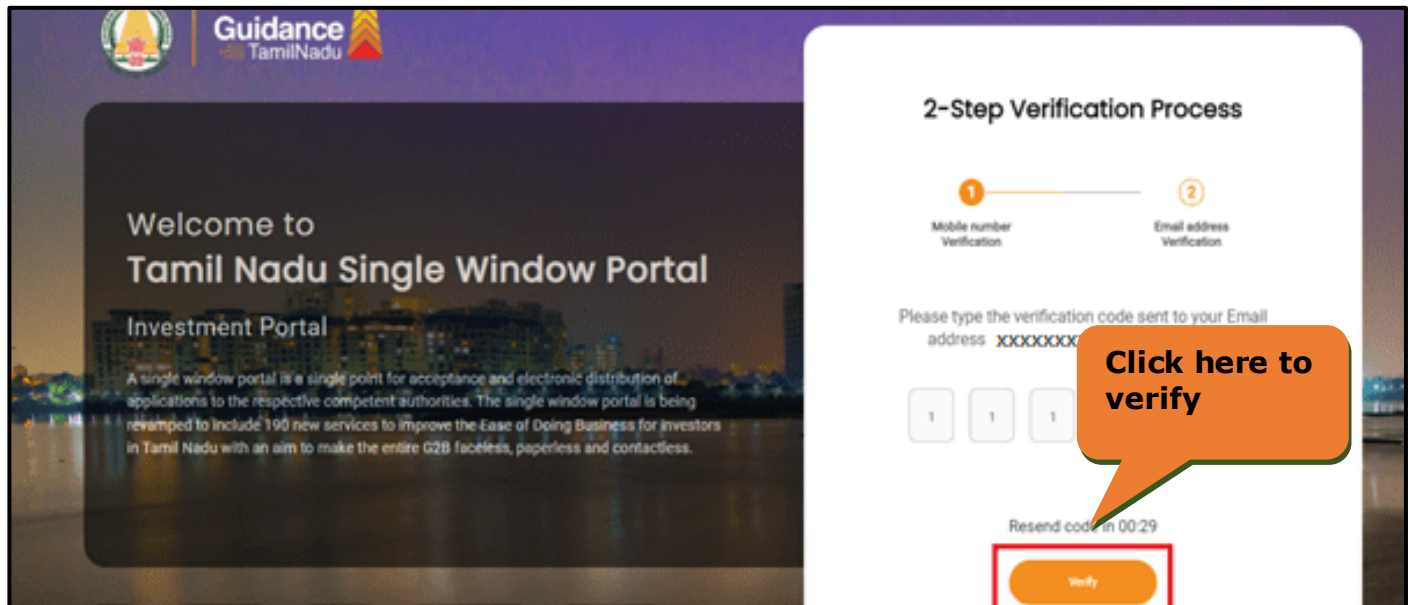 Guidance
TamilNadu
Welcome to
Tamil Nadu Single Window Portal
Investment Portal
A single window portal is a single point for acceptance and electronic distribution of
applications to the respective competent authorities. The single window portal is being
revamped to include 190 new services to improve the Ease of Doing Business for Investors
in Tamil Nadu with an aim to make the entire G2B faceless, paperless and contactless.
2-Step Verification Process
1
2
Mobile number
Verification
Email address
Verification
Please type the verification code sent to your Email
address XXXXXXX
Click here to
verify
1 1 1
Resend code in 00:29
Verify